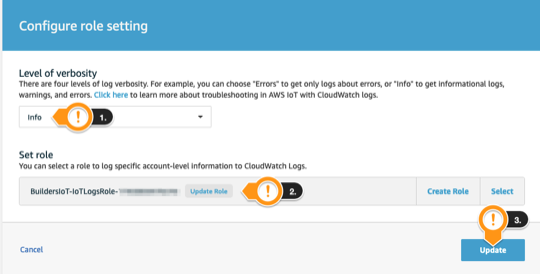 Configure role setting
Level of verbosity
There are four levels of log verbosity. For example, you can choose "Errors" to get only logs about errors, or "Info" to get informational logs,
warnings, and errors. Click here to learn more about troubleshooting in AWS IoT with CloudWatch logs.
Info ! 1.
Set role
You can select a role to log specific account-level information to CloudWatch Logs.
BuildersIoT-IoTLogsRole- Update Role ! 2. Create Role Select
! 3.
Cancel Update